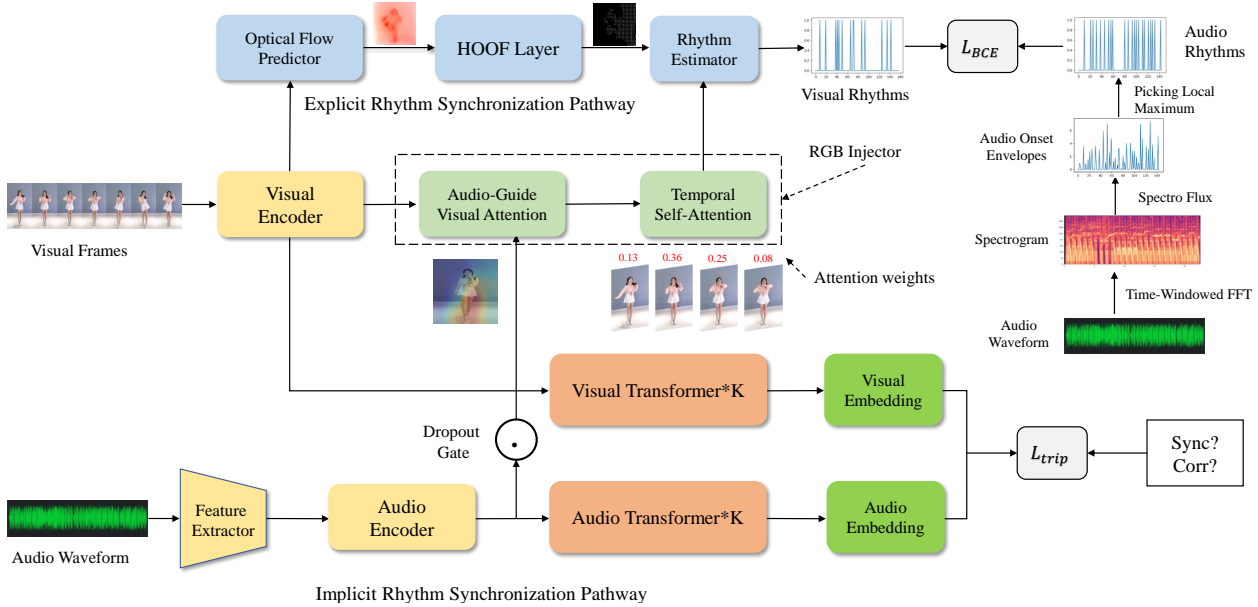 Optical Flow
Predictor
HOOF Layer
Rhythm
Estimator
Visual Rhythms
L_BCE
Audio
Rhythms
Explicit Rhythm Synchronization Pathway
Picking Local
Maximum
Audio Onset
Envelopes
RGB Injector
Spectro Flux
Visual
Encoder
Audio-Guide
Visual Attention
Temporal
Self-Attention
Visual Frames
Spectrogram
0.13
0.36
0.25
0.08
Attention weights
Time-Windowed FFT
Audio
Waveform
Visual Transformer*K
Visual
Embedding
Dropout
Gate
L_trip
Sync?
Corr?
Feature
Extractor
Audio
Encoder
Audio Transformer*K
Audio
Embedding
Audio Waveform
Implicit Rhythm Synchronization Pathway